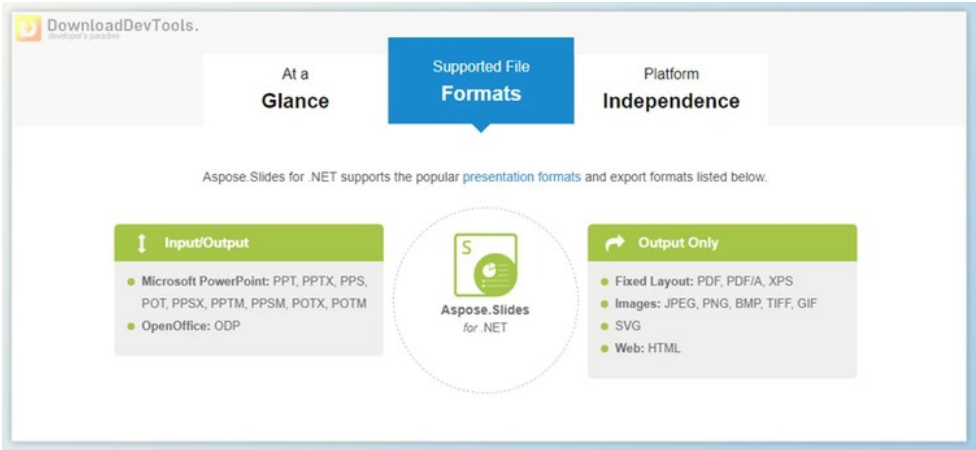 DownloadDevTools.
developer's paradise
At a
Glance
Supported File
Formats
Platform
Independence
Aspose.Slides for .NET supports the popular presentation formats and export formats listed below.
Input/Output
Microsoft PowerPoint: PPT, PPTX, PPS,
POT, PPSX, PPTM, PPSM, POTX, POTM
OpenOffice: ODP
S
Aspose.Slides
for .NET
Output Only
Fixed Layout: PDF, PDF/A, XPS
Images: JPEG, PNG, BMP, TIFF, GIF
SVG
Web: HTML